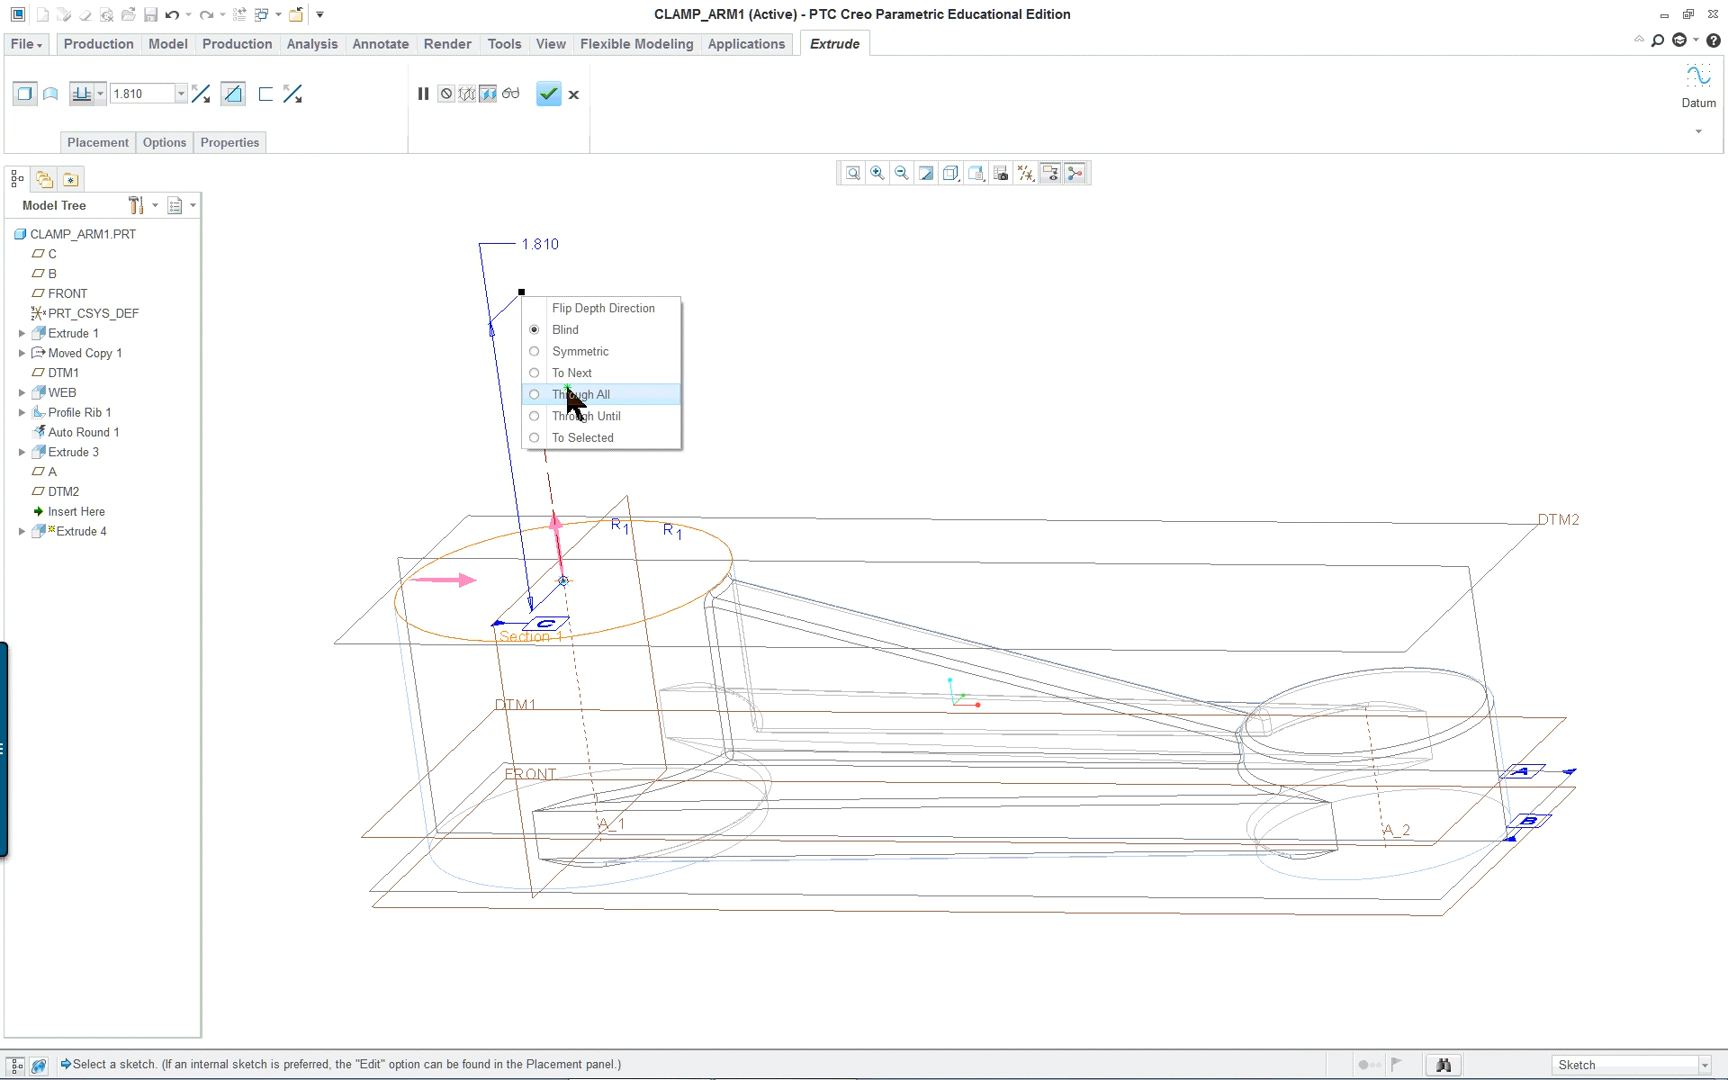 CLAMP_ARM1 (Active) - PTC Creo Parametric Educational Edition
File Production Model Production Analysis Annotate Render Tools View Flexible Modeling Applications Extrude
1.810
Datum
Placement Options Properties
Model Tree
CLAMP_ARM1.PRT
C
B
FRONT
PRT_CSYS_DEF
Extrude 1
Moved Copy 1
DTM1
WEB
Profile Rib 1
Auto Round 1
Extrude 3
A
DTM2
Insert Here
Extrude 4
1.810
Flip Depth Direction
Blind
Symmetric
To Next
Through All
Through Until
To Selected
DTM2
R1 R1
C
Section 1
DTM1
FRONT
A
B
A_1
A_2
Select a sketch. (If an internal sketch is preferred, the "Edit" option can be found in the Placement panel.)
Sketch